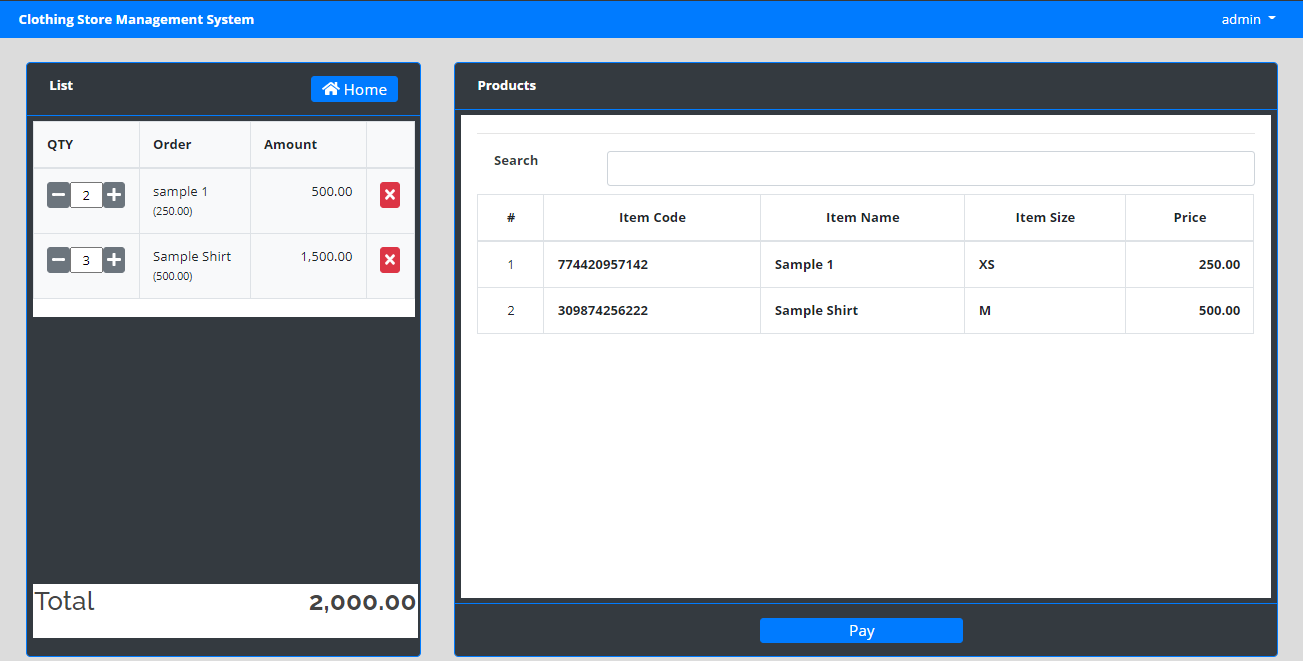 Clothing Store Management System
admin
List
Home
QTY Order Amount
2 sample 1 500.00
(250.00)
3 Sample Shirt 1,500.00
(500.00)
Total 2,000.00
Products
Search
# Item Code Item Name Item Size Price
1 774420957142 Sample 1 XS 250.00
2 309874256222 Sample Shirt M 500.00
Pay